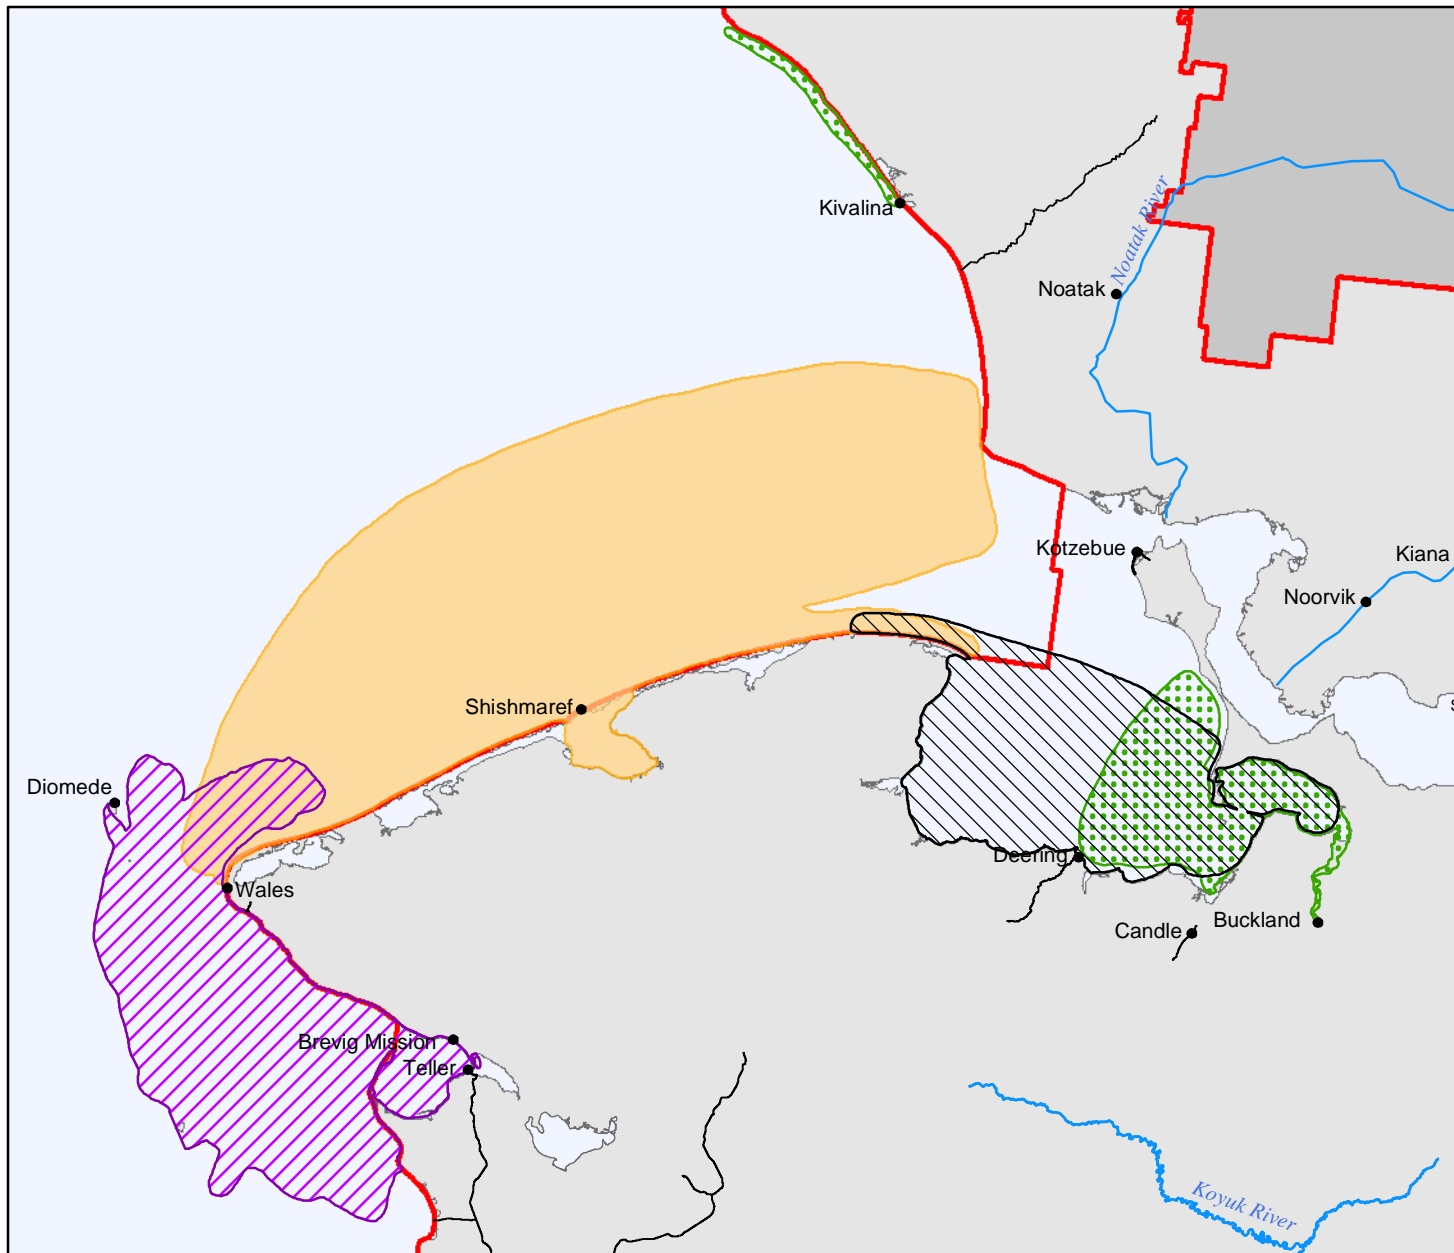 Kivalina
Noatak River
Noatak
Kotzebue
Kiana
Noorvik
Shishmaref
Diomede
Deering
Wales
Buckland
Candle
Brevig Mission
Teller
Koyuk River